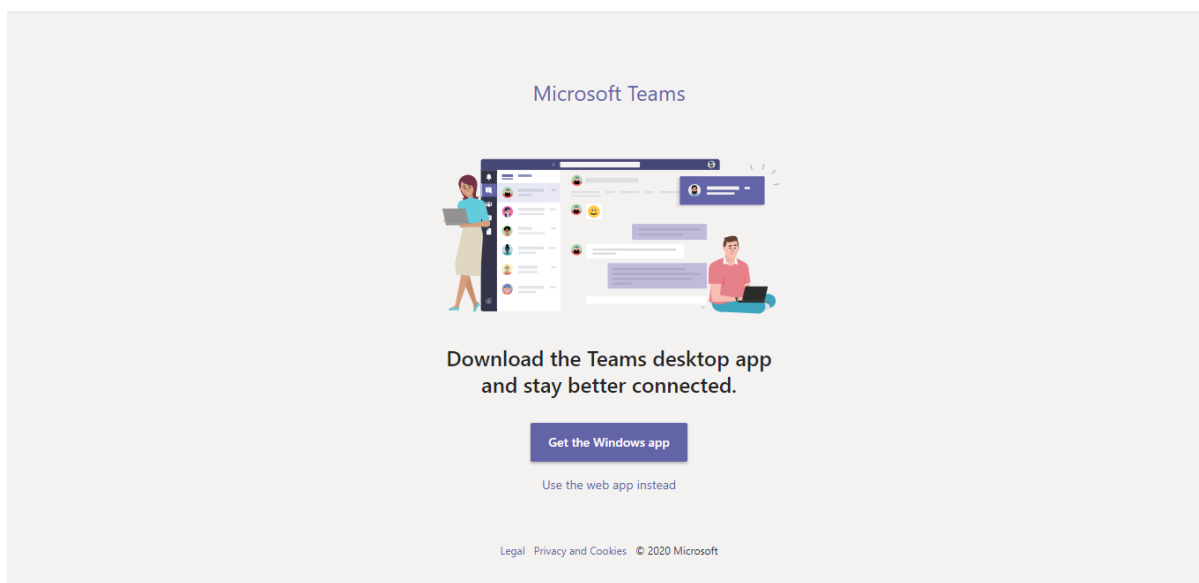 Microsoft Teams
Download the Teams desktop app
and stay better connected.
Get the Windows app
Use the web app instead
Legal Privacy and Cookies © 2020 Microsoft